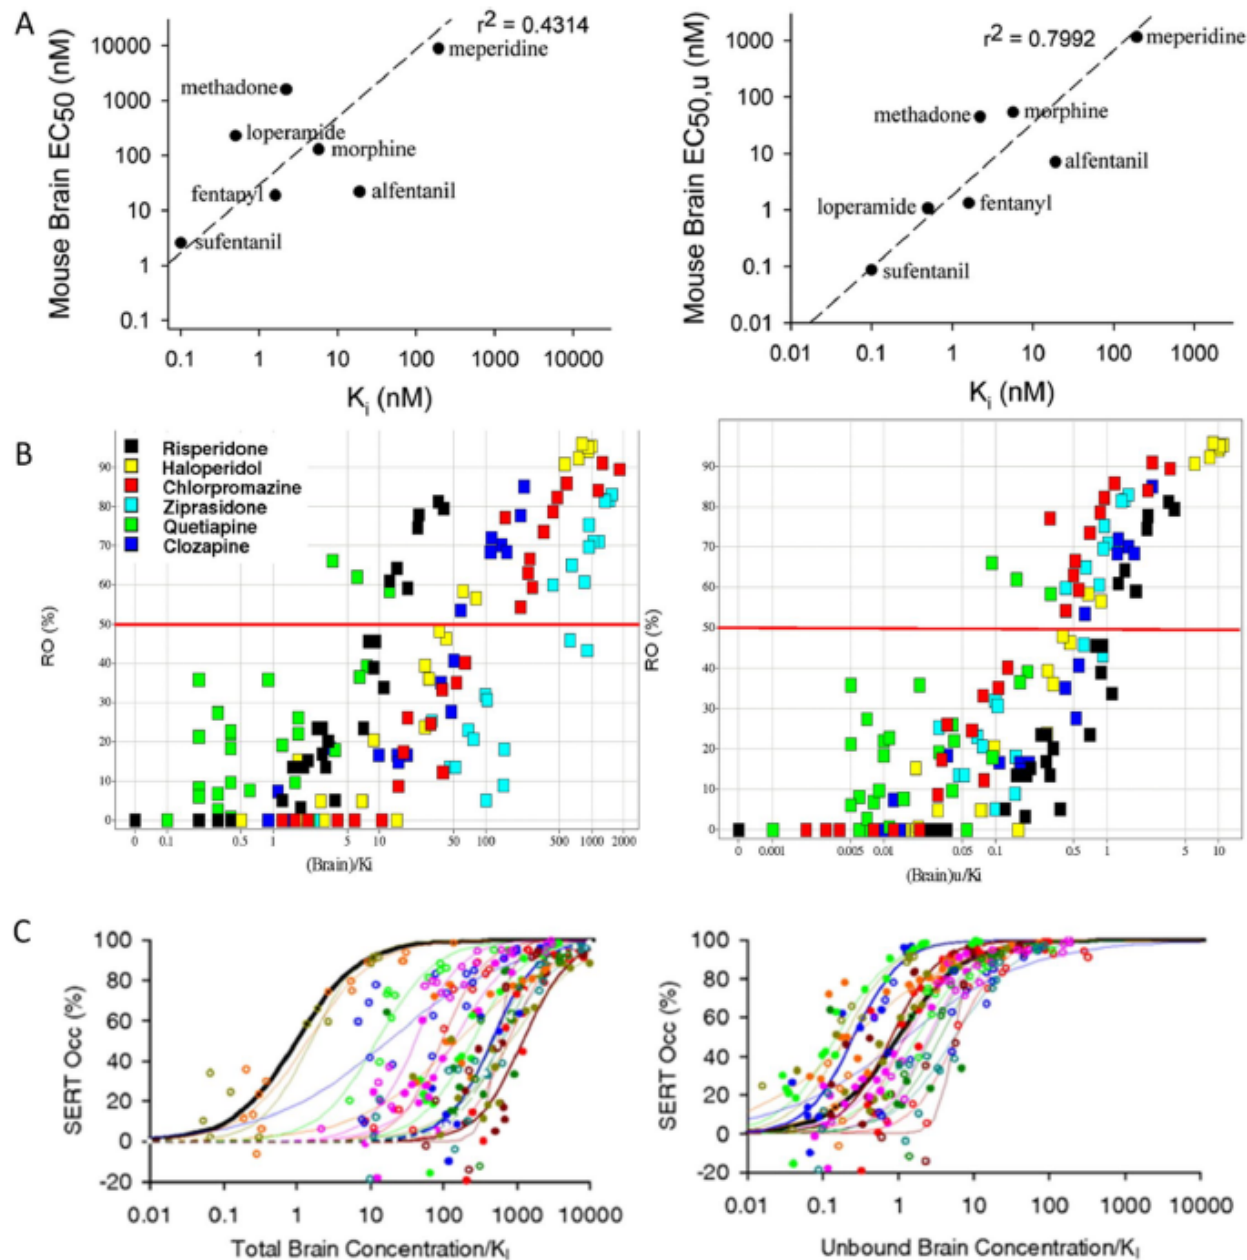 A
Mouse Brain EC50 (nM)
10000
1000
100
10
1
0.1
r2 = 0.4314
meperidine
methadone
loperamide
morphine
fentanyl
alfentanil
sufentanil
0.1 1 10 100 1000 10000
Ki (nM)
Mouse Brain EC50,u (nM)
1000
100
10
1
0.1
0.01
r2 = 0.7992
meperidine
methadone
morphine
alfentanil
loperamide
fentanyl
sufentanil
0.01 0.1 1 10 100 1000
Ki (nM)
B
RO (%)
90
80
70
60
50
40
30
20
10
0
Risperidone
Haloperidol
Chlorpromazine
Ziprasidone
Quetiapine
Clozapine
0 0.1 0.5 1 5 10 50 100 500 1000 2000
(Brain)/Ki
RO (%)
90
80
70
60
50
40
30
20
10
0
0 0.001 0.005 0.01 0.05 0.1 0.5 1 5 10
(Brain)u/Ki
C
SERT Occ (%)
100
80
60
40
20
0
-20
0.01 0.1 1 10 100 1000 10000
Total Brain Concentration/KI
SERT Occ (%)
100
80
60
40
20
0
-20
0.01 0.1 1 10 100 1000 10000
Unbound Brain Concentration/KI